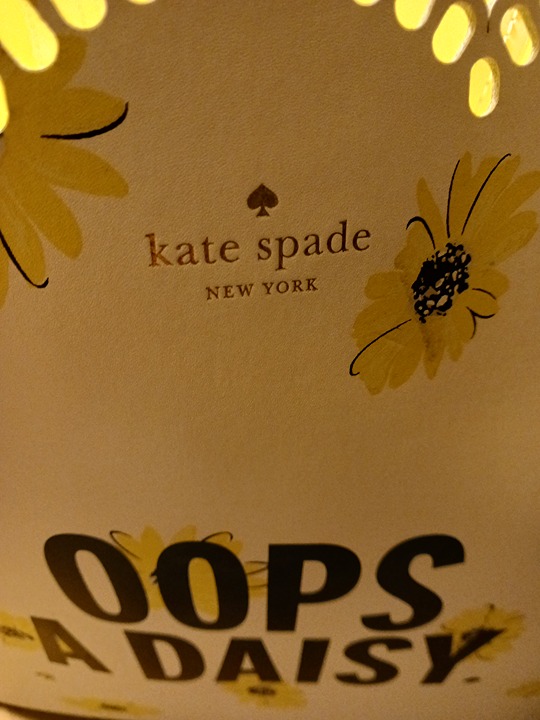 kate spade
NEW YORK
OOPS
A DAISY.